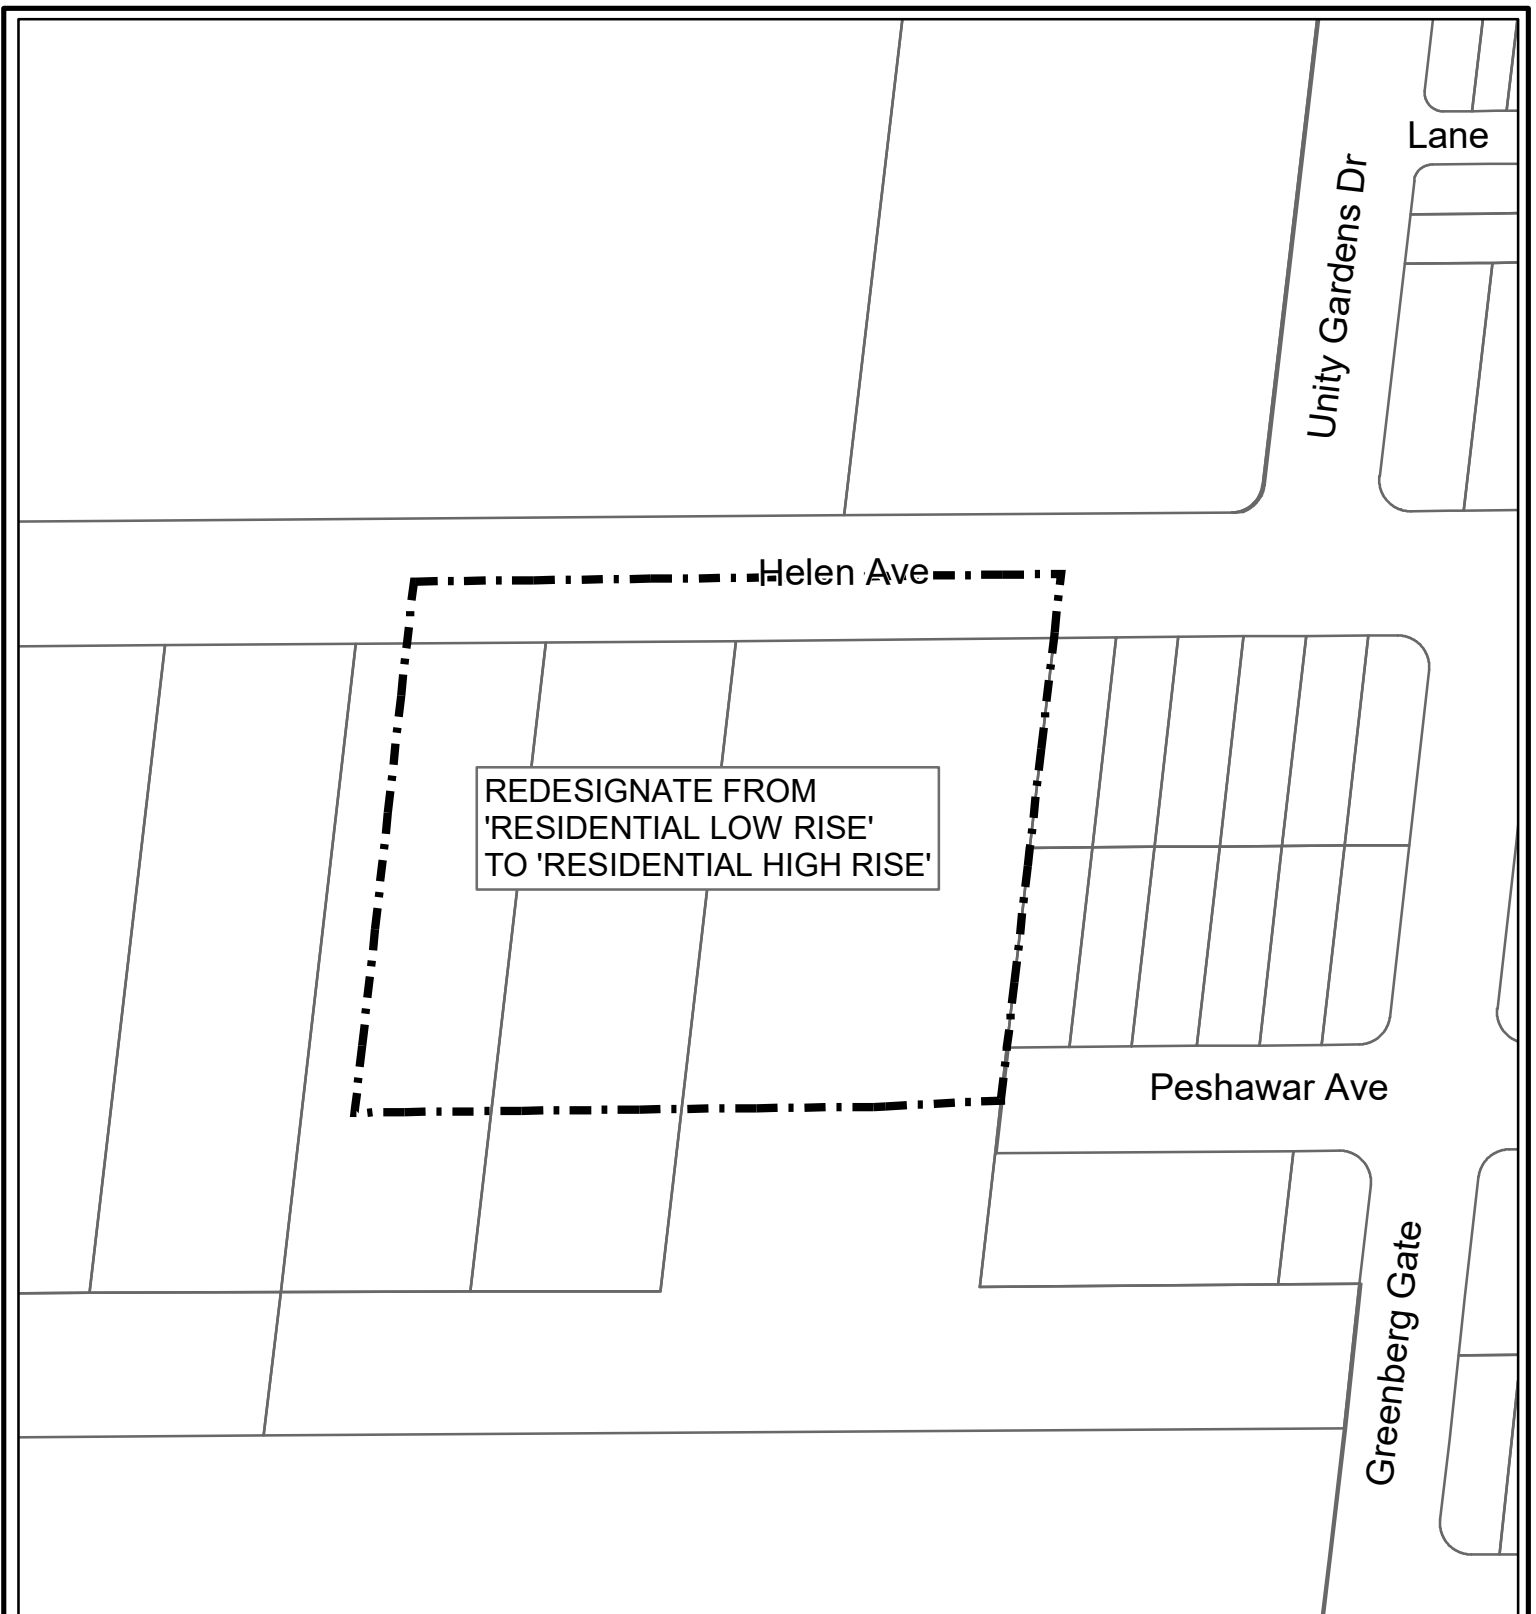 Lane
Unity Gardens Dr
Helen Ave
REDESIGNATE FROM
'RESIDENTIAL LOW RISE'
TO 'RESIDENTIAL HIGH RISE'
Peshawar Ave
Greenberg Gate